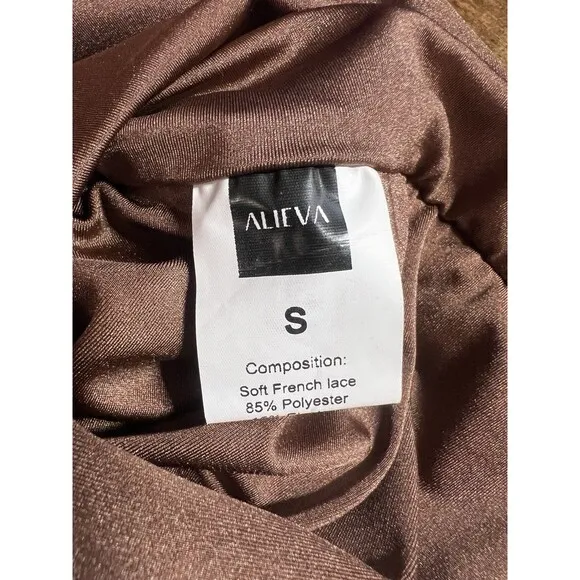 ALIEVA
S
Composition:
Soft French lace
85% Polyester